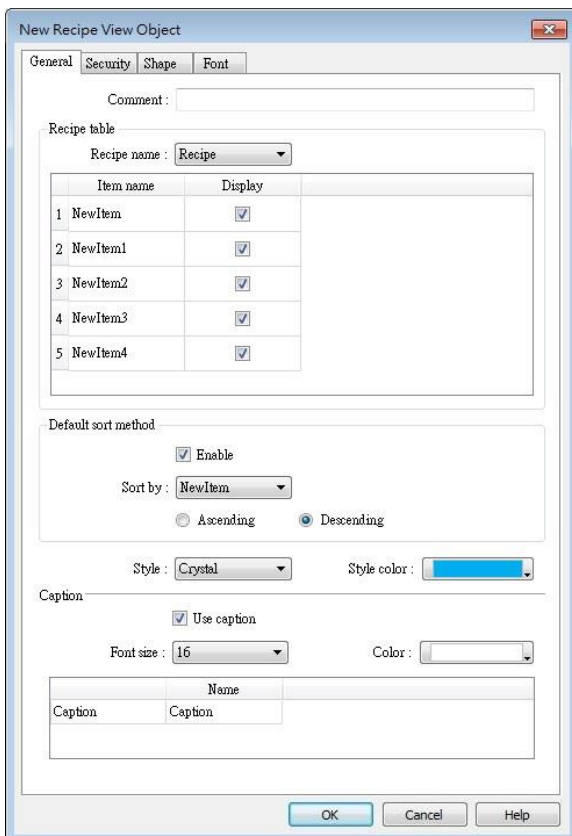 New Recipe View Object
General Security Shape Font
Comment :
Recipe table
Recipe name : Recipe
Item name Display
1 NewItem
2 NewItem1
3 NewItem2
4 NewItem3
5 NewItem4
Default sort method
Enable
Sort by : NewItem
Ascending Descending
Style : Crystal Style color :
Caption
Use caption
Font size : 16 Color :
Name
Caption Caption
OK Cancel Help